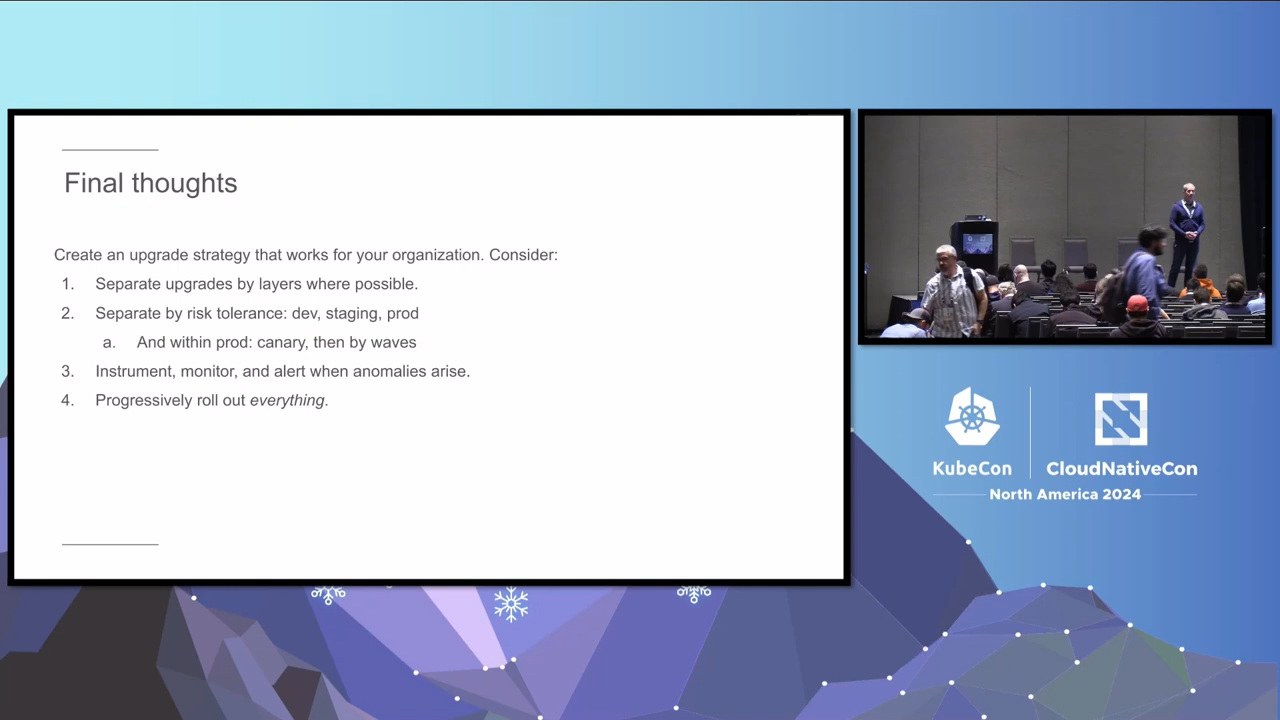 Final thoughts
Create an upgrade strategy that works for your organization. Consider:
1. Separate upgrades by layers where possible.
2. Separate by risk tolerance: dev, staging, prod
a. And within prod: canary, then by waves
3. Instrument, monitor, and alert when anomalies arise.
4. Progressively roll out everything.
KubeCon
CloudNativeCon
North America 2024